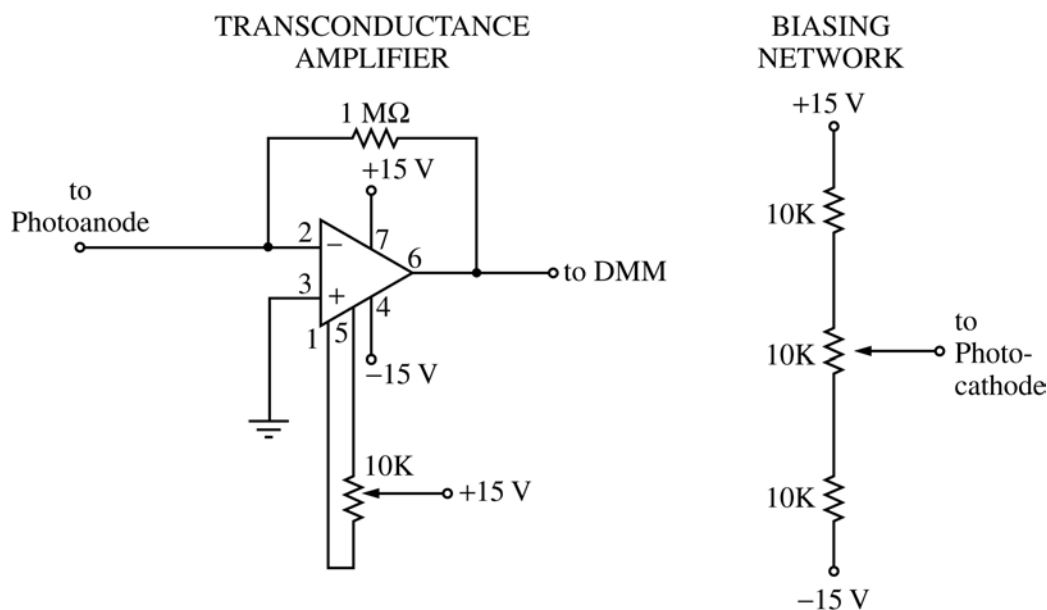 TRANSCONDUCTANCE
AMPLIFIER
1 MΩ
+15 V
to
Photoanode
2
−
7
6
to DMM
3
+
4
1
5
−15 V
10K
+15 V
BIASING
NETWORK
+15 V
10K
10K
to
Photo-
cathode
10K
−15 V